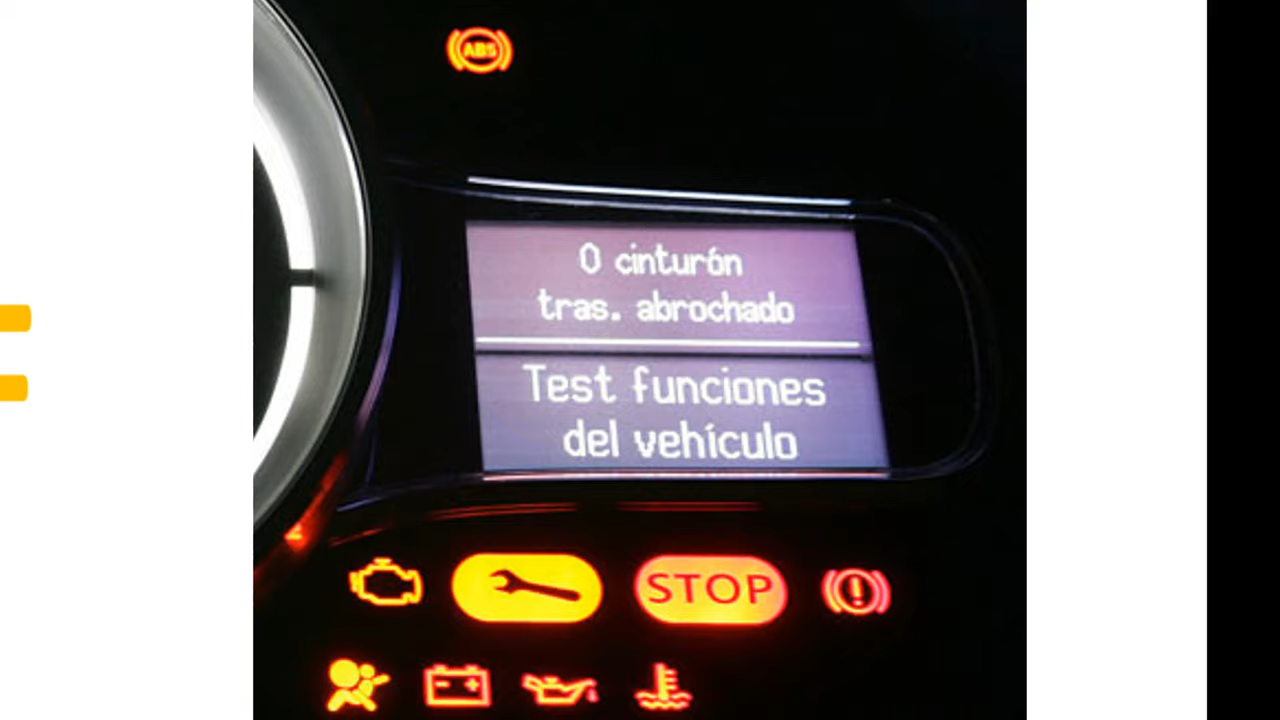 ABS
0 cinturón
tras. abrochado
Test funciones
del vehículo
STOP